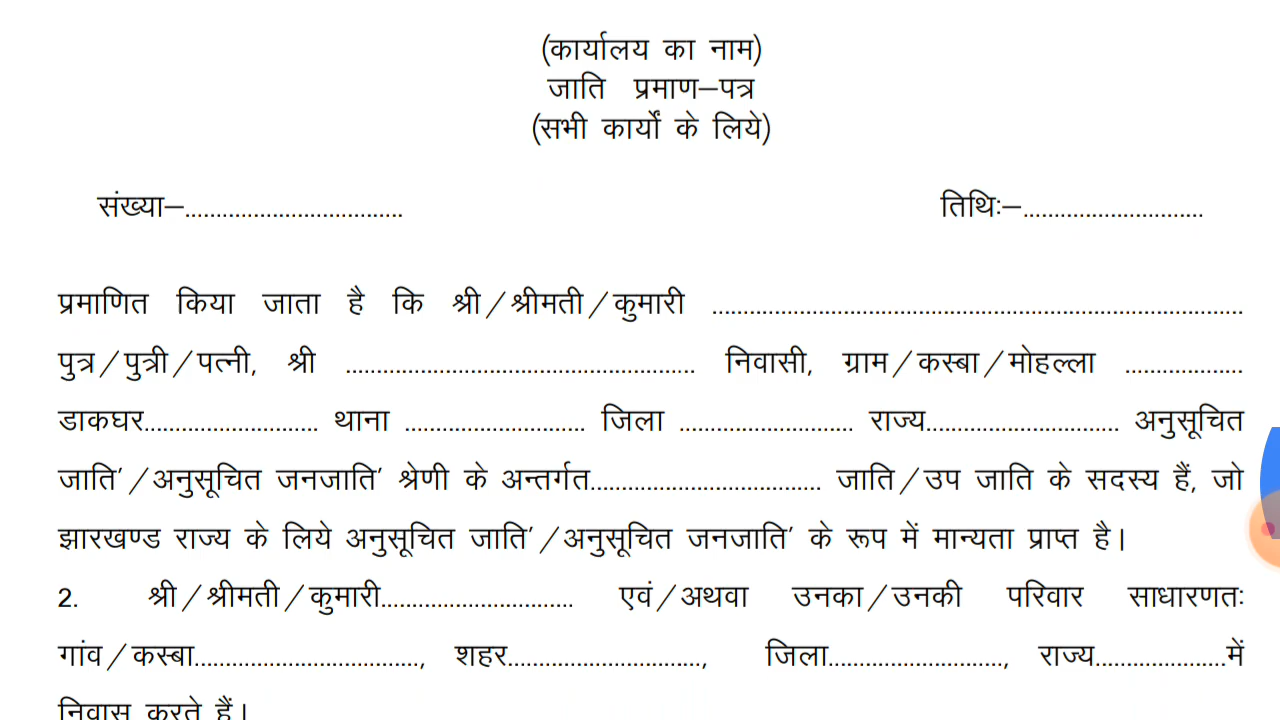 (कार्यालय का नाम)
जाति प्रमाण–पत्र
(सभी कार्यों के लिये)
संख्या–................................... तिथिः–.............................
प्रमाणित किया जाता है कि श्री/श्रीमती/कुमारी .....................................................................................
पुत्र/पुत्री/पत्नी, श्री ........................................................ निवासी, ग्राम/कस्बा/मोहल्ला ...................
डाकघर............................ थाना ............................. जिला ............................ राज्य............................... अनुसूचित
जाति’/अनुसूचित जनजाति’ श्रेणी के अन्तर्गत..................................... जाति/उप जाति के सदस्य हैं, जो
झारखण्ड राज्य के लिये अनुसूचित जाति’/अनुसूचित जनजाति’ के रूप में मान्यता प्राप्त है।
2. श्री/श्रीमती/कुमारी............................... एवं/अथवा उनका/उनकी परिवार साधारणतः
गांव/कस्बा...................................., शहर..............................., जिला............................, राज्य.....................में
निवास करते हैं।